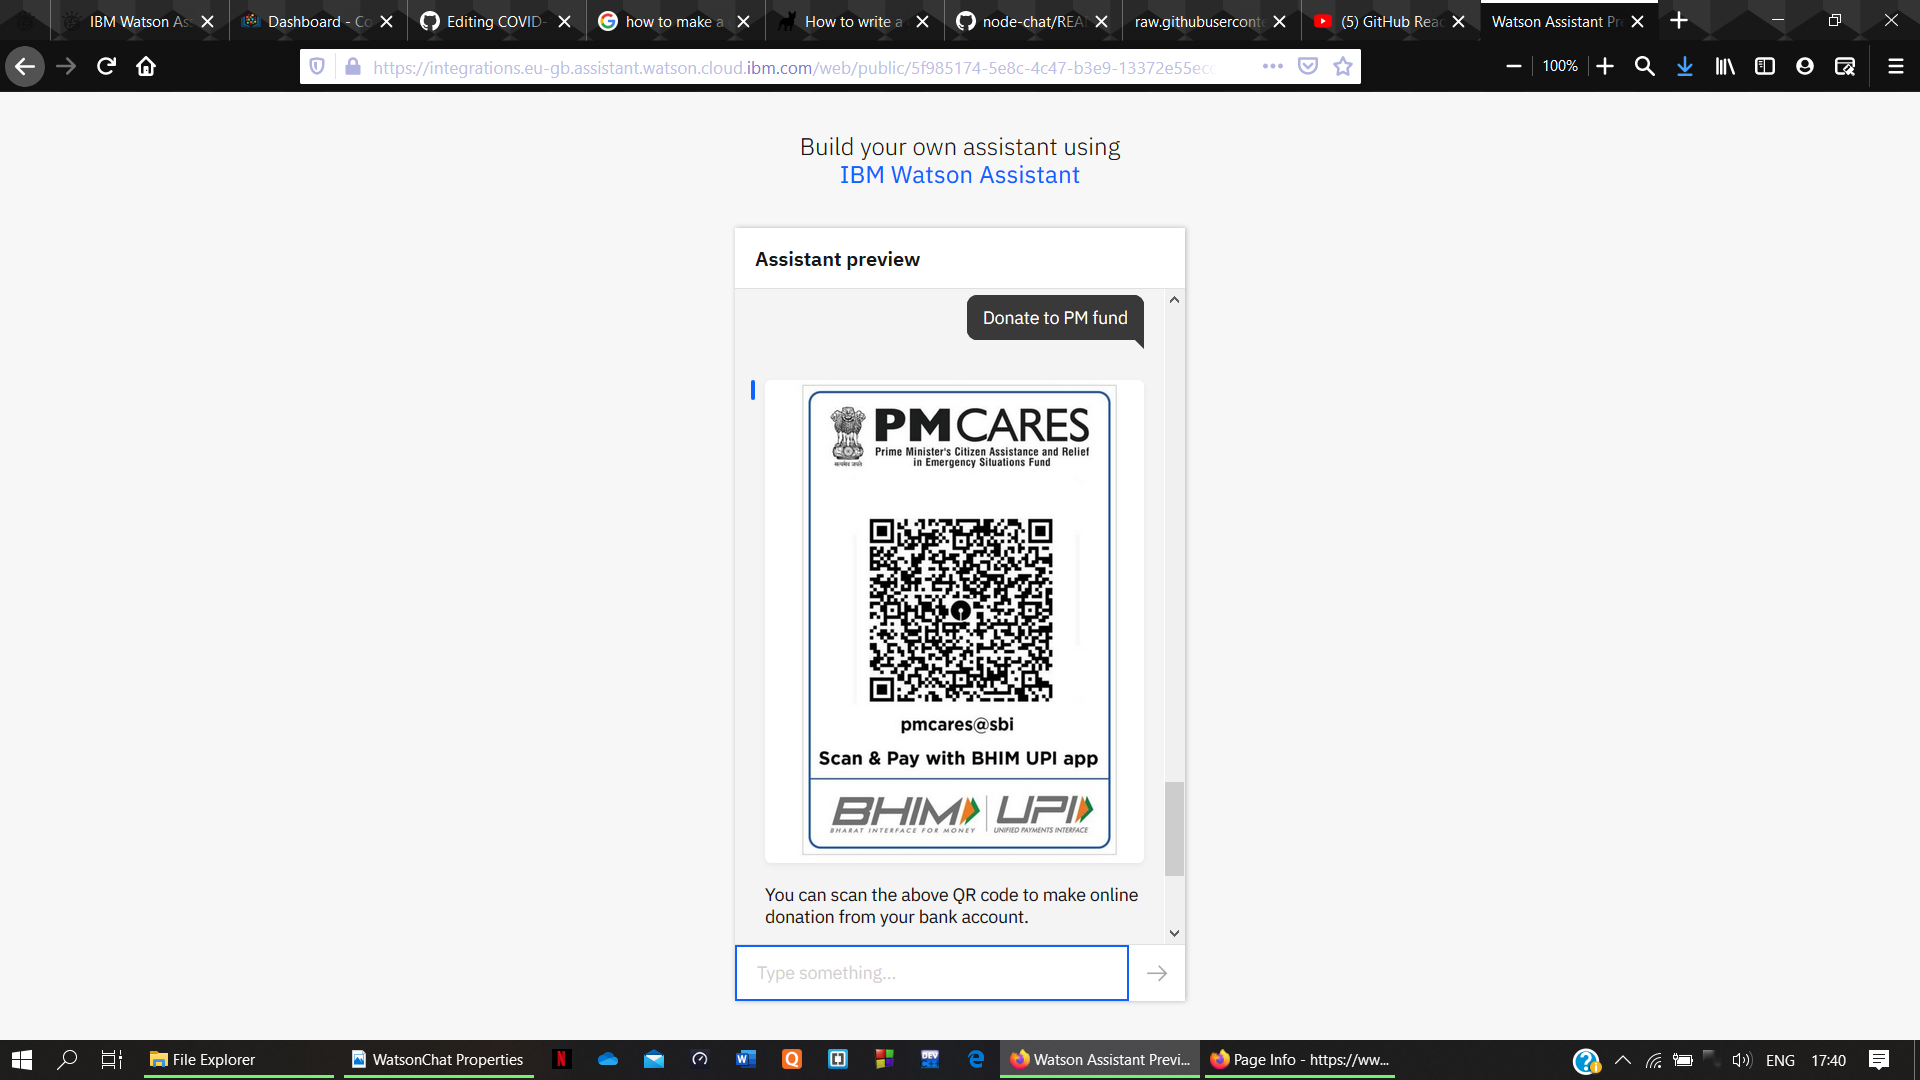 IBM Watson As
Dashboard - Co
Editing COVID-
how to make a
How to write a
node-chat/REA
raw.githubuserconte
(5) GitHub Rea
Watson Assistant Pr
https://integrations.eu-gb.assistant.watson.cloud.ibm.com/web/public/5f985174-5e8c-4c47-b3e9-13372e55ecc
100%
Build your own assistant using
IBM Watson Assistant
Assistant preview
Donate to PM fund
PMCARES
Prime Minister's Citizen Assistance and Relief
in Emergency Situations Fund
सत्यमेव जयते
pmcares@sbi
Scan & Pay with BHIM UPI app
BHIM
BHARAT INTERFACE FOR MONEY
UPI
UNIFIED PAYMENTS INTERFACE
You can scan the above QR code to make online
donation from your bank account.
Type something...
File Explorer
WatsonChat Properties
Watson Assistant Previ...
Page Info - https://ww...
ENG
17:40